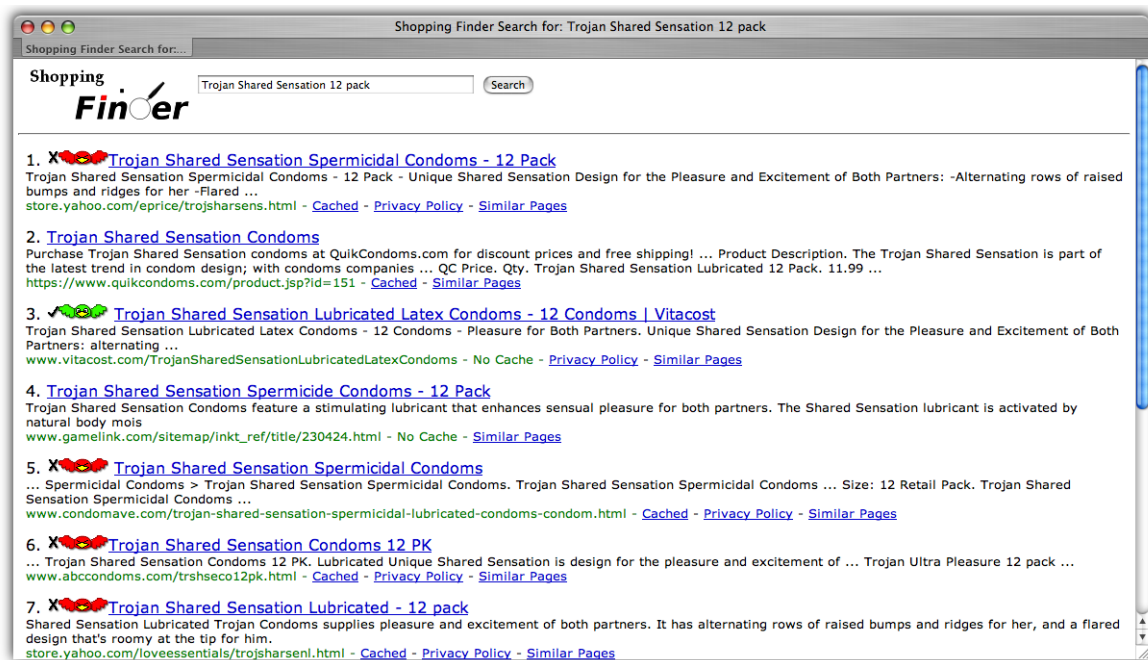 Shopping Finder Search for: Trojan Shared Sensation 12 pack
Shopping Finder Search for:...
Shopping
Finder
Trojan Shared Sensation 12 pack
Search
1. X Trojan Shared Sensation Spermicidal Condoms - 12 Pack
Trojan Shared Sensation Spermicidal Condoms - 12 Pack - Unique Shared Sensation Design for the Pleasure and Excitement of Both Partners: -Alternating rows of raised
bumps and ridges for her -Flared ...
store.yahoo.com/eprice/trojsharsens.html - Cached - Privacy Policy - Similar Pages
2. Trojan Shared Sensation Condoms
Purchase Trojan Shared Sensation condoms at QuikCondoms.com for discount prices and free shipping! ... Product Description. The Trojan Shared Sensation is part of
the latest trend in condom design; with condoms companies ... QC Price. Qty. Trojan Shared Sensation Lubricated 12 Pack. 11.99 ...
https://www.quikcondoms.com/product.jsp?id=151 - Cached - Similar Pages
3. Trojan Shared Sensation Lubricated Latex Condoms - 12 Condoms | Vitacost
Trojan Shared Sensation Lubricated Latex Condoms - 12 Condoms - Pleasure for Both Partners. Unique Shared Sensation Design for the Pleasure and Excitement of Both
Partners: alternating ...
www.vitacost.com/TrojanSharedSensationLubricatedLatexCondoms - No Cache - Privacy Policy - Similar Pages
4. Trojan Shared Sensation Spermicide Condoms - 12 Pack
Trojan Shared Sensation Condoms feature a stimulating lubricant that enhances sensual pleasure for both partners. The Shared Sensation lubricant is activated by
natural body mois
www.gamelink.com/sitemap/inkt_ref/title/230424.html - No Cache - Similar Pages
5. X Trojan Shared Sensation Spermicidal Condoms
... Spermicidal Condoms > Trojan Shared Sensation Spermicidal Condoms. Trojan Shared Sensation Spermicidal Condoms ... Size: 12 Retail Pack. Trojan Shared
Sensation Spermicidal Condoms ...
www.condomave.com/trojan-shared-sensation-spermicidal-lubricated-condoms-condom.html - Cached - Privacy Policy - Similar Pages
6. X Trojan Shared Sensation Condoms 12 PK
... Trojan Shared Sensation Condoms 12 PK. Lubricated Unique Shared Sensation is design for the pleasure and excitement of ... Trojan Ultra Pleasure 12 pack ...
www.abccondoms.com/trshseco12pk.html - Cached - Privacy Policy - Similar Pages
7. X Trojan Shared Sensation Lubricated - 12 pack
Shared Sensation Lubricated Trojan Condoms supplies pleasure and excitement of both partners. It has alternating rows of raised bumps and ridges for her, and a flared
design that's roomy at the tip for him.
store.yahoo.com/loveessentials/trojsharsenl.html - Cached - Privacy Policy - Similar Pages